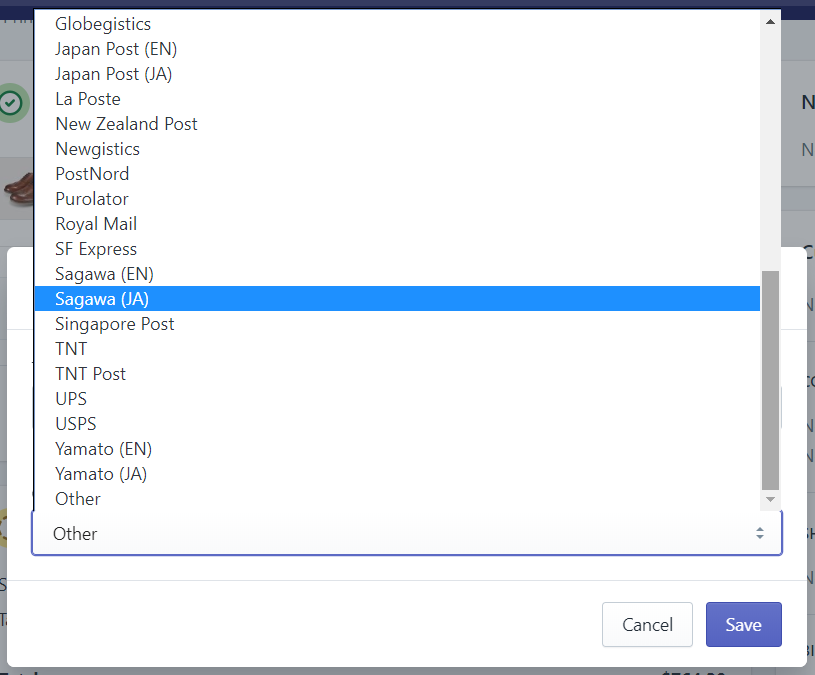 Globegistics
Japan Post (EN)
Japan Post (JA)
La Poste
New Zealand Post
Newgistics
PostNord
Purolator
Royal Mail
SF Express
Sagawa (EN)
Sagawa (JA)
Singapore Post
TNT
TNT Post
UPS
USPS
Yamato (EN)
Yamato (JA)
Other
Other
Cancel
Save